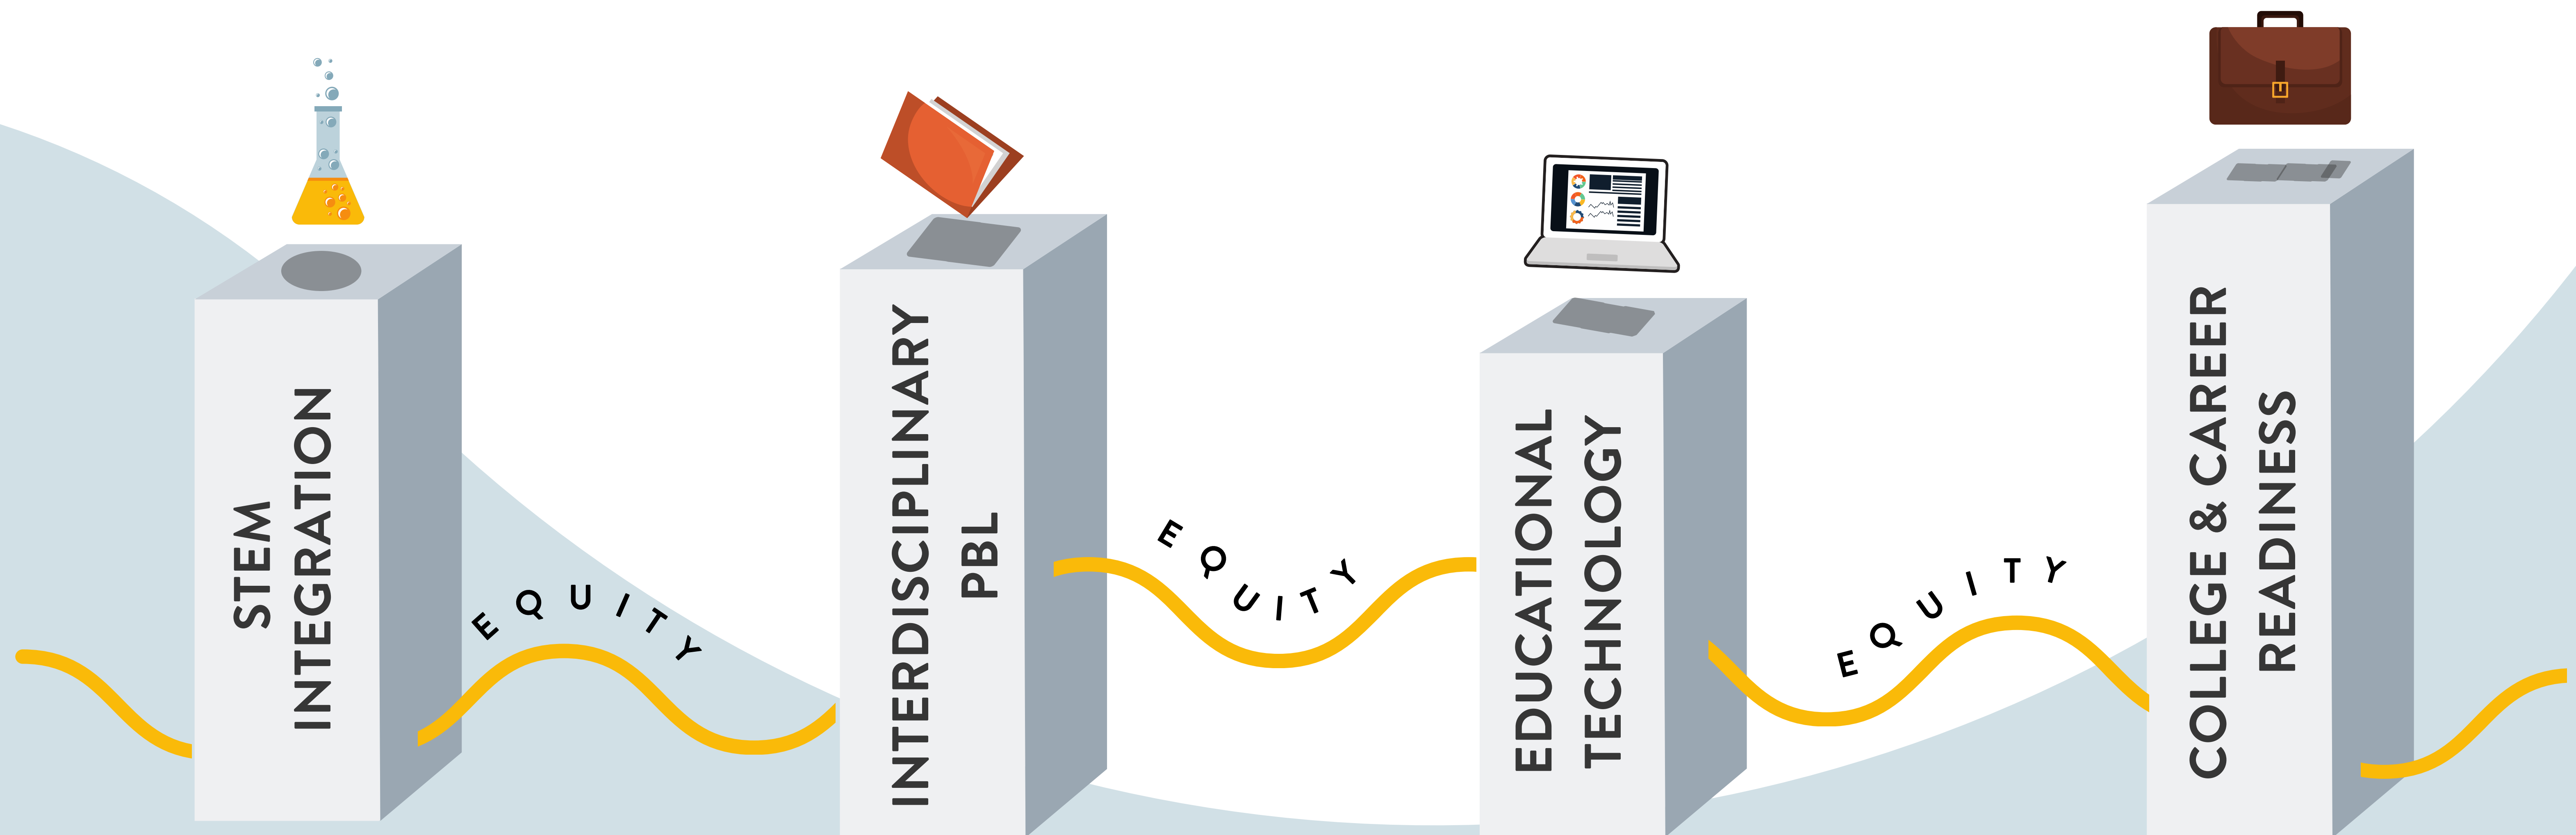 STEM
INTEGRATION
EQUITY
INTERDISCIPLINARY
PBL
EQUITY
EDUCATIONAL
TECHNOLOGY
EQUITY
COLLEGE & CAREER
READINESS